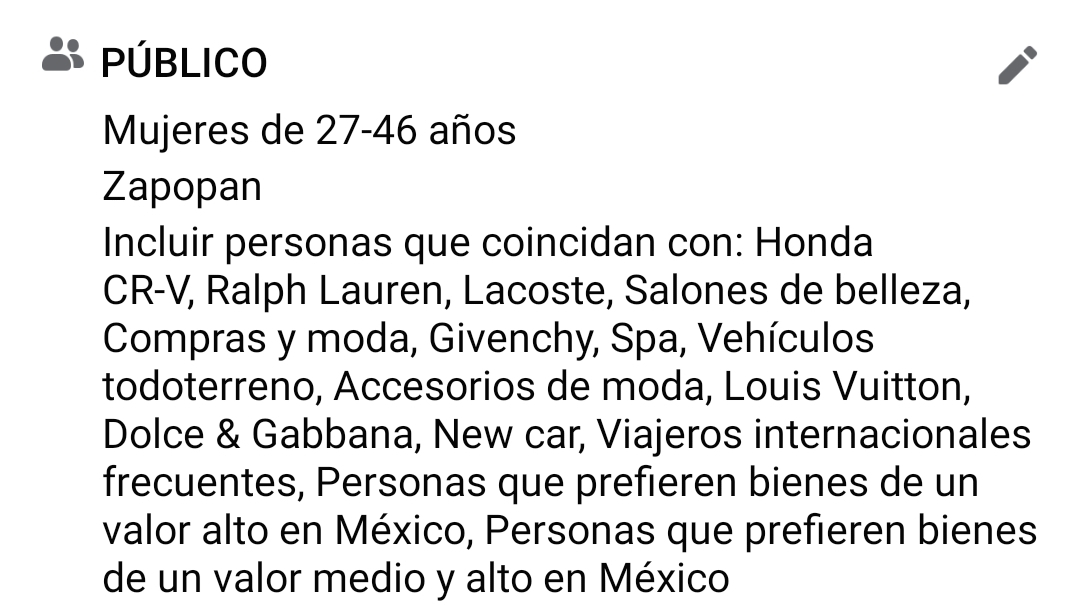 PÚBLICO
Mujeres de 27-46 años
Zapopan
Incluir personas que coincidan con: Honda
CR-V, Ralph Lauren, Lacoste, Salones de belleza,
Compras y moda, Givenchy, Spa, Vehículos
todoterreno, Accesorios de moda, Louis Vuitton,
Dolce & Gabbana, New car, Viajeros internacionales
frecuentes, Personas que prefieren bienes de un
valor alto en México, Personas que prefieren bienes
de un valor medio y alto en México